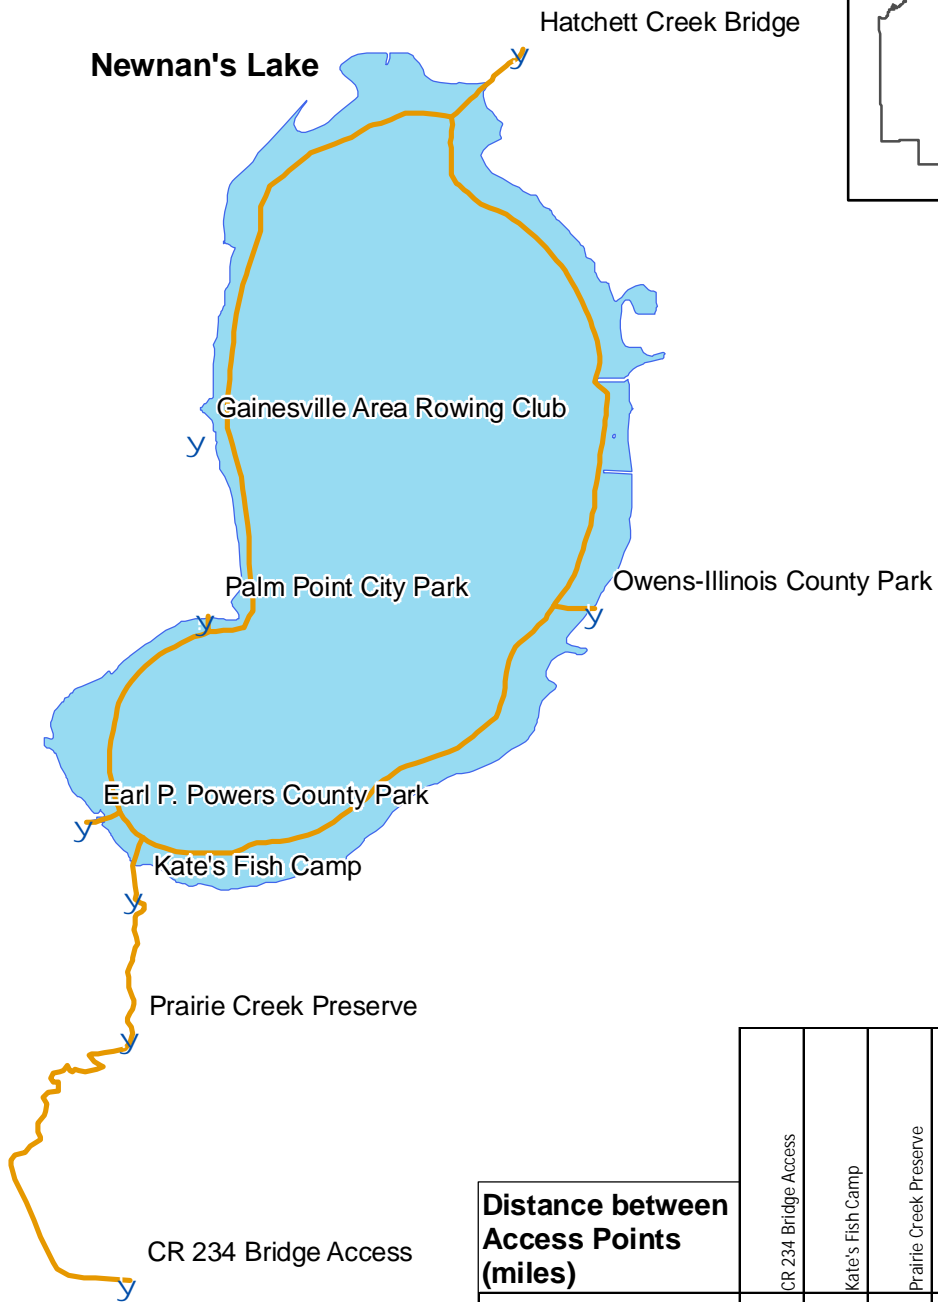 Hatchett Creek Bridge
Newnan's Lake
y
Gainesville Area Rowing Club
y
Palm Point City Park
Owens-Illinois County Park
y
y
Earl P. Powers County Park
y
Kate's Fish Camp
y
Prairie Creek Preserve
y
CR 234 Bridge Access
y
Distance between
Access Points
(miles)
CR 234 Bridge Access
Kate's Fish Camp
Prairie Creek Preserve